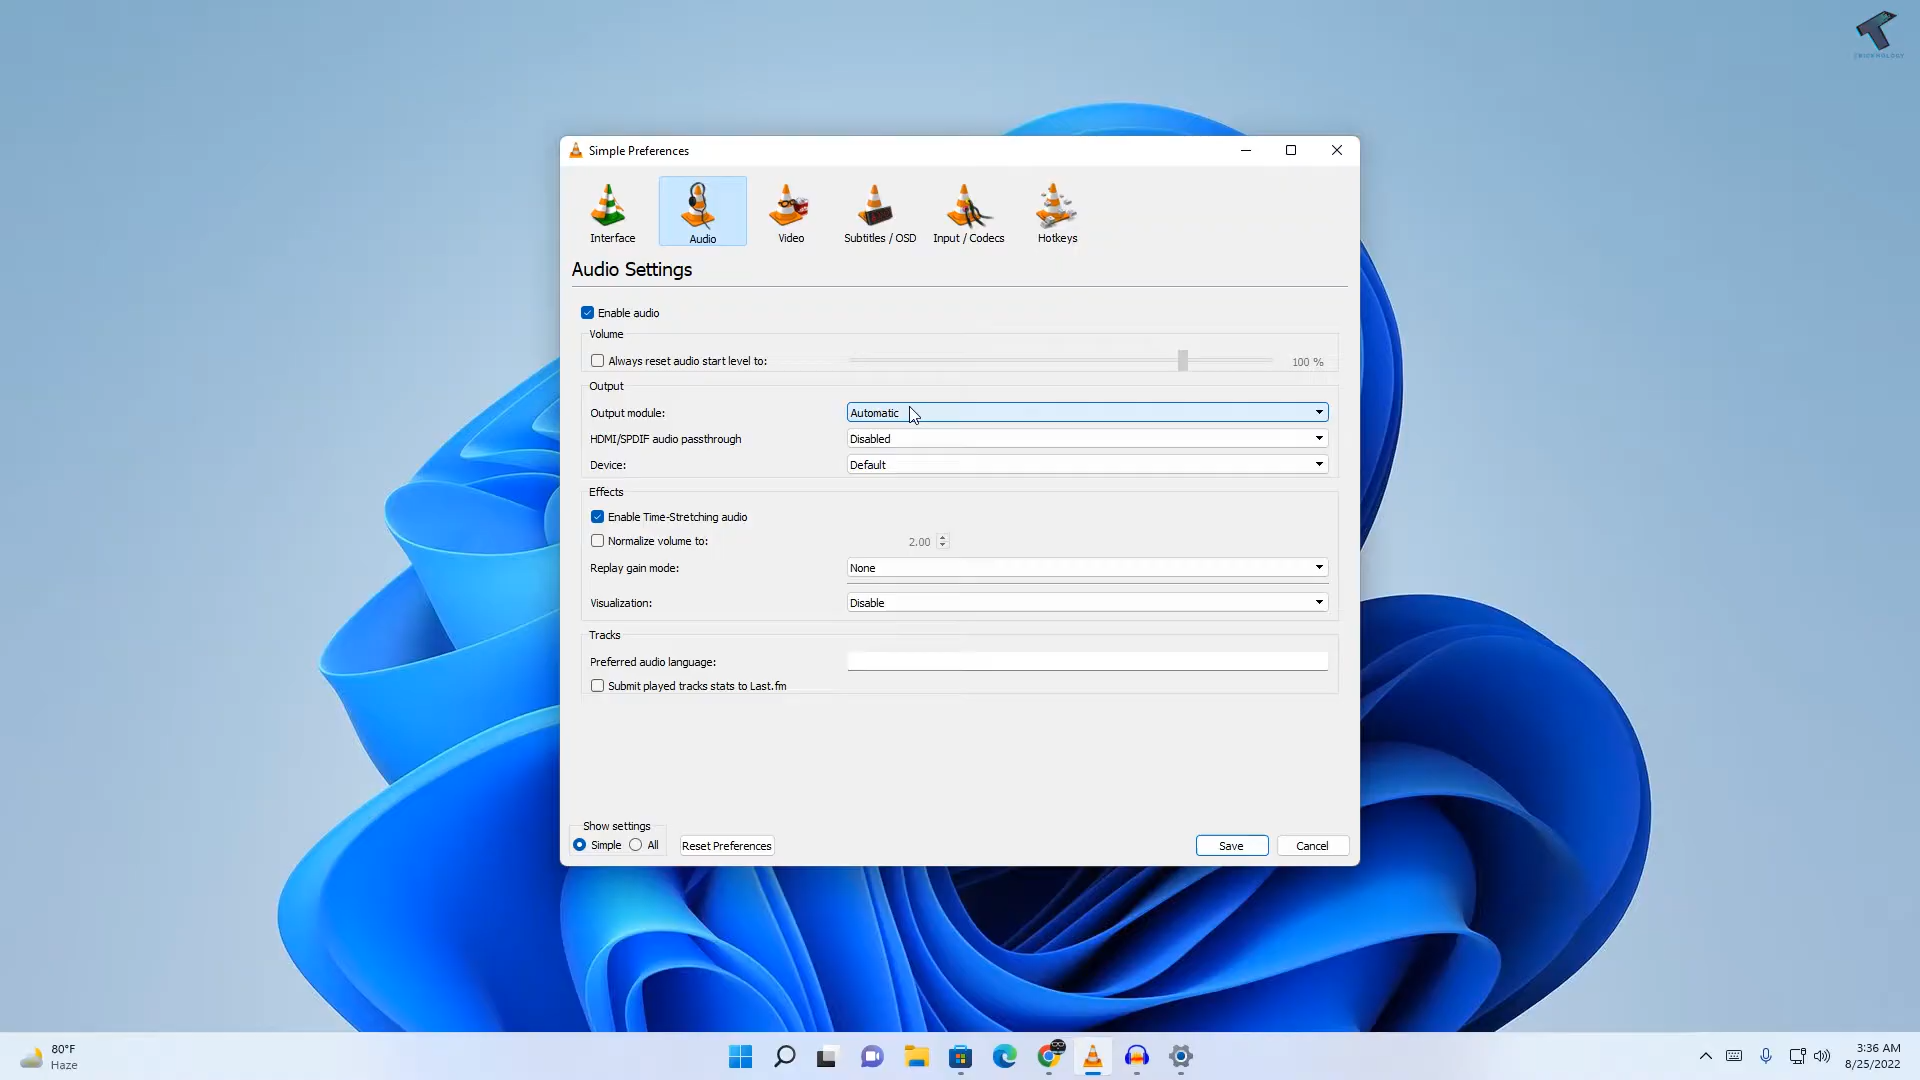 TRICKNOLOGY
Simple Preferences
Interface
Audio
Video
Subtitles / OSD
Input / Codecs
Hotkeys
Audio Settings
Enable audio
Volume
Always reset audio start level to:
100 %
Output
Output module:
Automatic
HDMI/SPDIF audio passthrough
Disabled
Device:
Default
Effects
Enable Time-Stretching audio
Normalize volume to:
2.00
Replay gain mode:
None
Visualization:
Disable
Tracks
Preferred audio language:
Submit played tracks stats to Last.fm
Show settings
Simple
All
Reset Preferences
Save
Cancel
80°F
Haze
3:36 AM
8/25/2022